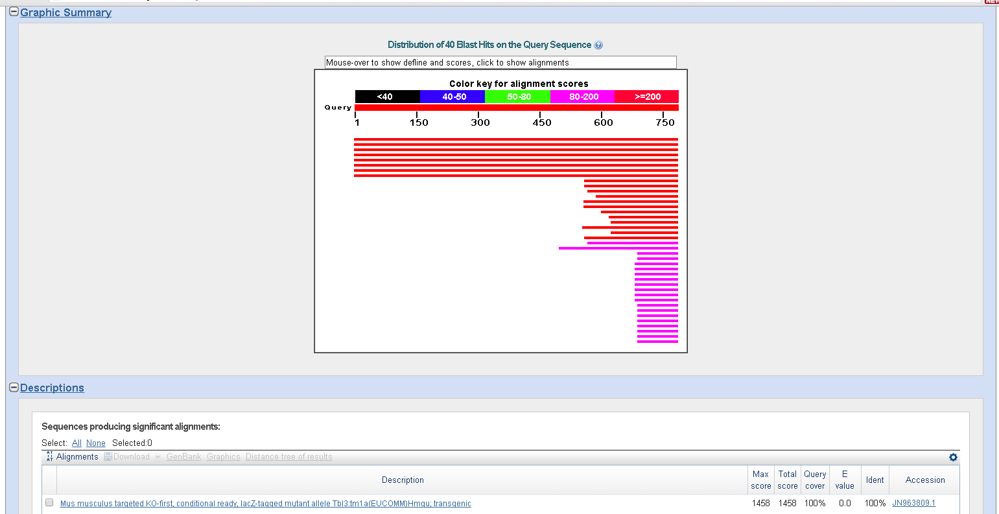 NEW
Graphic Summary
Distribution of 40 Blast Hits on the Query Sequence ?
Mouse-over to show defline and scores, click to show alignments
Color key for alignment scores
<40 40-50 50-80 80-200 >=200
Query
1 150 300 450 600 750
Descriptions
Sequences producing significant alignments:
Select: All None Selected:0
Alignments Download GenBank Graphics Distance tree of results
Description Max score Total score Query cover E value Ident Accession
Mus musculus targeted KO-first, conditional ready, lacZ-tagged mutant allele Tbl3:tm1a(EUCOMM)Hmgu; transgenic 1458 1458 100% 0.0 100% JN963809.1